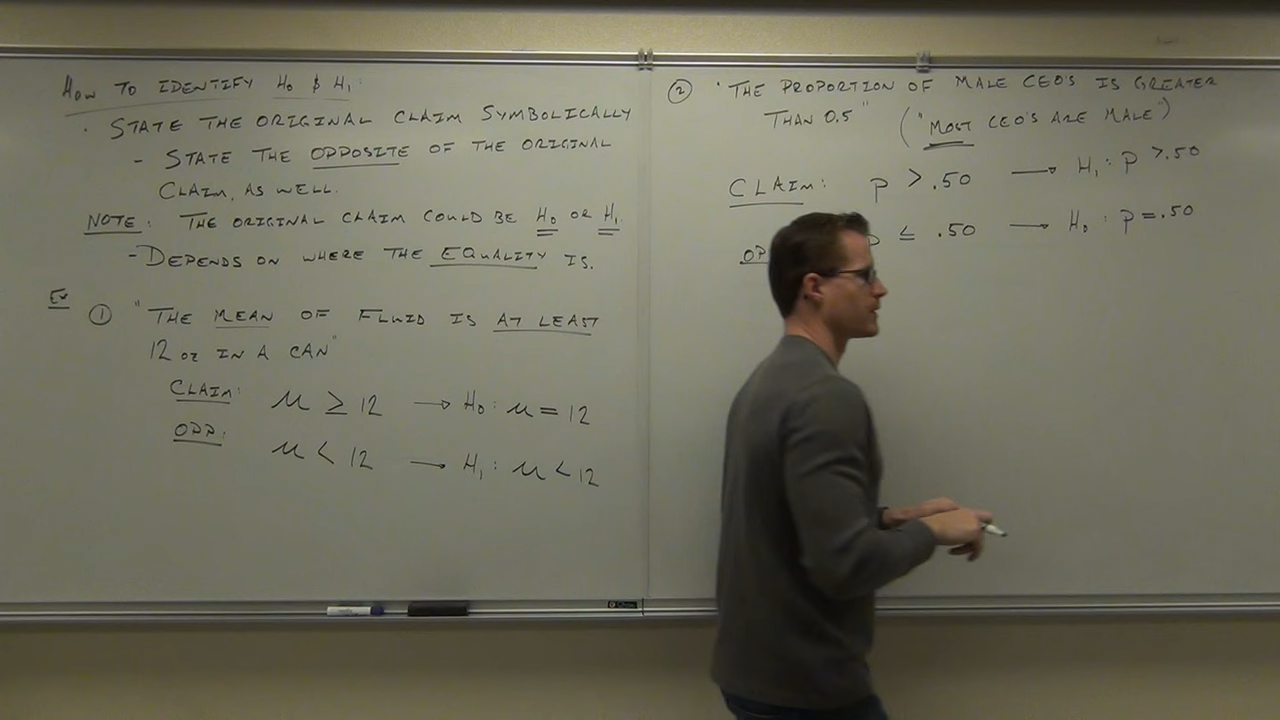 HOW TO IDENTIFY H₀ & H₁:
· STATE THE ORIGINAL CLAIM SYMBOLICALLY
- STATE THE OPPOSITE OF THE ORIGINAL
CLAIM, AS WELL.
NOTE: THE ORIGINAL CLAIM COULD BE H₀ OR H₁
- DEPENDS ON WHERE THE EQUALITY IS.
EX ① "THE MEAN OF FLUID IS AT LEAST
12 OZ IN A CAN"
CLAIM: μ ≥ 12 → H₀: μ = 12
OPP: μ < 12 → H₁: μ < 12
② "THE PROPORTION OF MALE CEO'S IS GREATER
THAN 0.5" ("MOST CEO'S ARE MALE")
CLAIM: p > .50 → H₁: p > .50
OP p ≤ .50 → H₀: p = .50